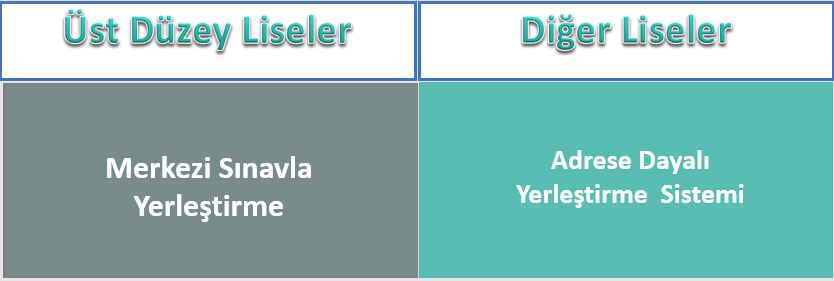 Üst Düzey Liseler
Diğer Liseler
Merkezi Sınavla
Yerleştirme
Adrese Dayalı
Yerleştirme  Sistemi